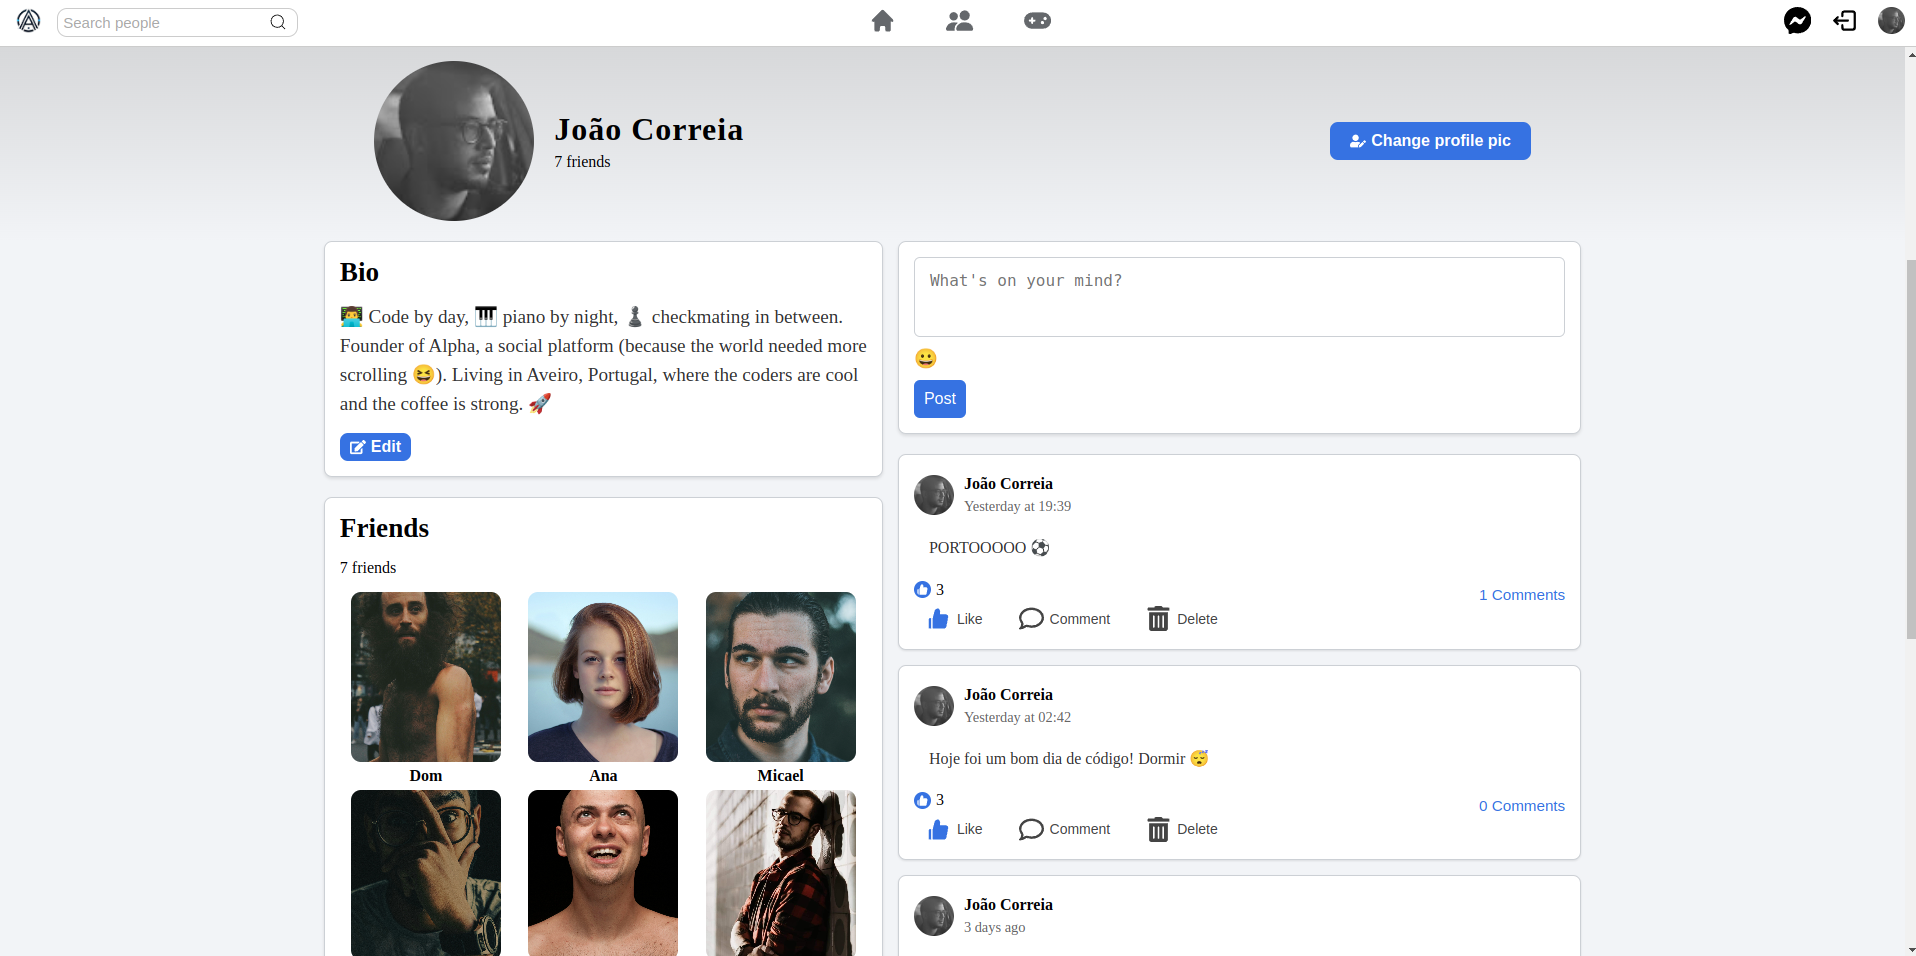 Search people
João Correia
7 friends
Change profile pic
Bio
👨‍💻 Code by day, 🎹 piano by night, ♟️ checkmating in between.
Founder of Alpha, a social platform (because the world needed more
scrolling 😆). Living in Aveiro, Portugal, where the coders are cool
and the coffee is strong. 🚀
Edit
Friends
7 friends
Dom
Ana
Micael
What's on your mind?
😀
Post
João Correia
Yesterday at 19:39
PORTOOOOO ⚽
3
1 Comments
Like
Comment
Delete
João Correia
Yesterday at 02:42
Hoje foi um bom dia de código! Dormir 😴
3
0 Comments
Like
Comment
Delete
João Correia
3 days ago